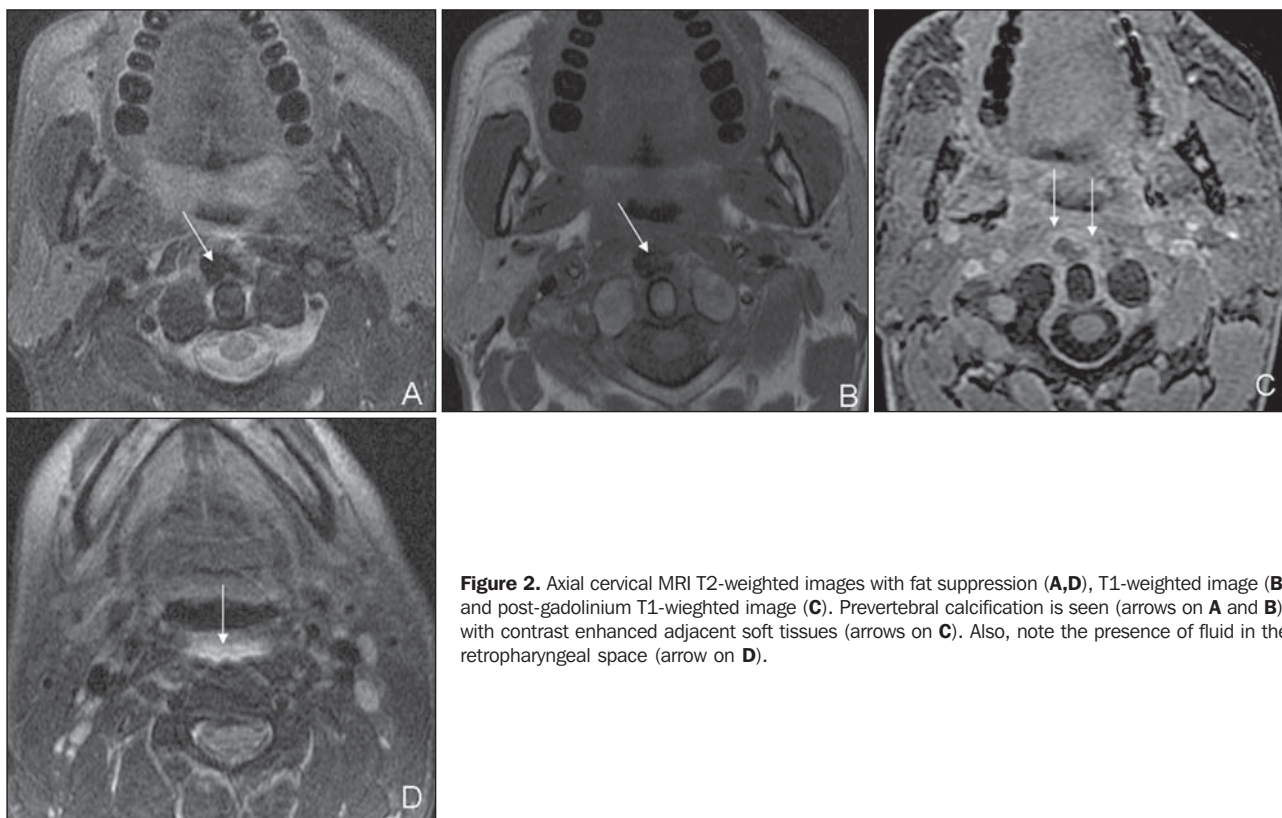 A
B
C
D
Figure 2. Axial cervical MRI T2-weighted images with fat suppression (A,D), T1-weighted image (B
and post-gadolinium T1-wieghted image (C). Prevertebral calcification is seen (arrows on A and B)
with contrast enhanced adjacent soft tissues (arrows on C). Also, note the presence of fluid in the
retropharyngeal space (arrow on D).